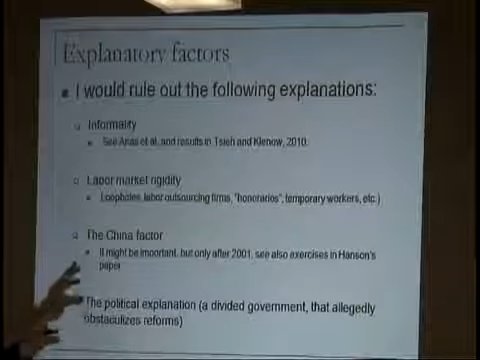 Explanatory factors
I would rule out the following explanations:
Informality
See Arias et al. and results in Tsieh and Klenow, 2010.
Labor market rigidity
Loopholes, labor outsourcing firms, "honorarios", temporary workers, etc.)
The China factor
It might be important, but only after 2001, see also exercises in Hanson's
paper
The political explanation (a divided government, that allegedly
obstaculizes reforms)